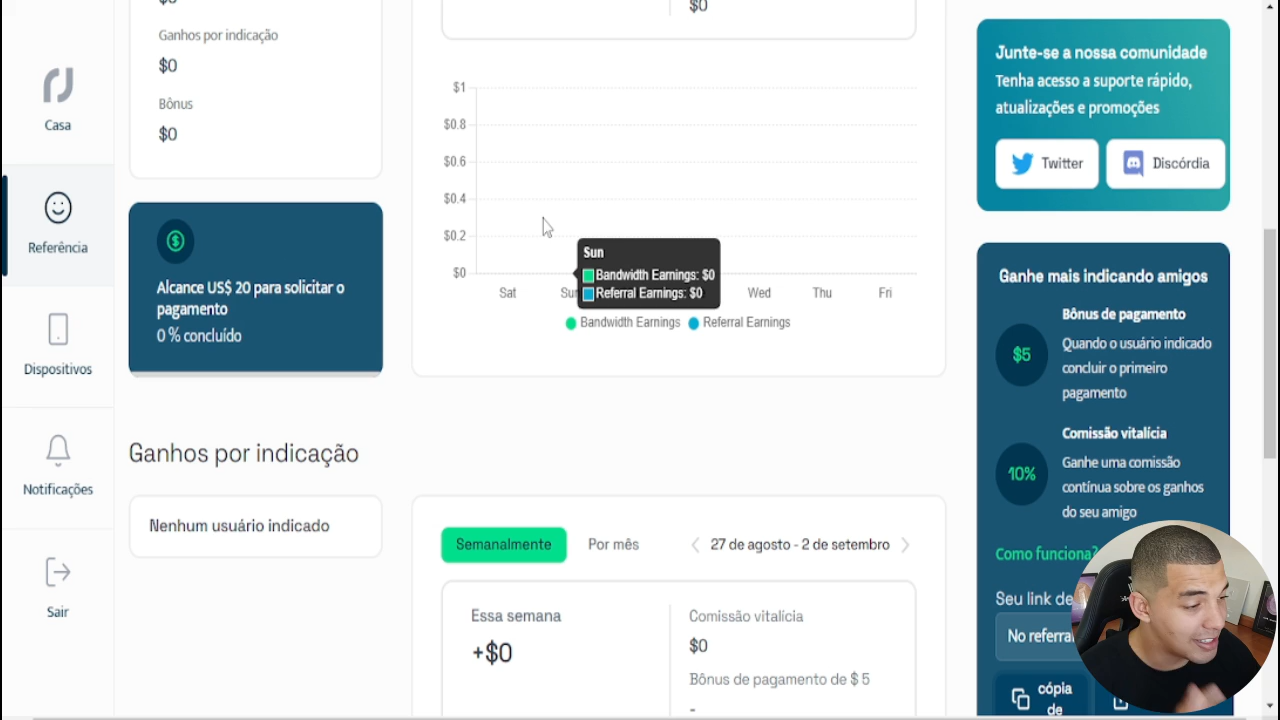 Casa
Referência
Dispositivos
Notificações
Sair
Ganhos por indicação
$0
Bônus
$0
Alcance US$ 20 para solicitar o
pagamento
0 % concluído
$0
$1
$0.8
$0.6
$0.4
$0.2
$0
Sun
Bandwidth Earnings: $0
Referral Earnings: $0
Sat
Wed
Thu
Fri
Bandwidth Earnings
Referral Earnings
Ganhos por indicação
Nenhum usuário indicado
Semanalmente
Por mês
27 de agosto - 2 de setembro
Essa semana
+$0
Comissão vitalícia
$0
Bônus de pagamento de $ 5
-
Junte-se a nossa comunidade
Tenha acesso a suporte rápido,
atualizações e promoções
Twitter
Discórdia
Ganhe mais indicando amigos
$5
Bônus de pagamento
Quando o usuário indicado
concluir o primeiro
pagamento
10%
Comissão vitalícia
Ganhe uma comissão
contínua sobre os ganhos
do seu amigo
Como funciona?
Seu link de
No
cópia
de